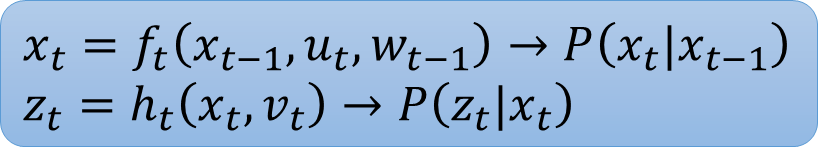 x_t = f_t(x_{t-1}, u_t, w_{t-1}) → P(x_t|x_{t-1})
z_t = h_t(x_t, v_t) → P(z_t|x_t)